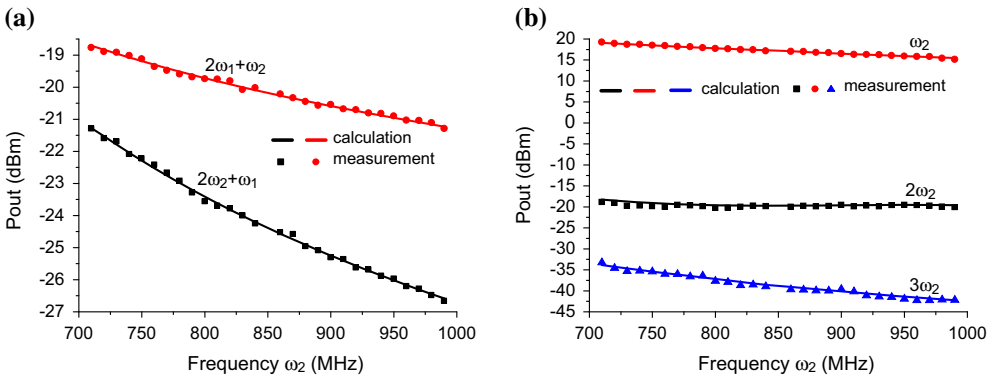 (a)
-19
-20
-21
-22
-23
-24
-25
-26
-27
Pout (dBm)
2ω₁+ω₂
calculation
measurement
2ω₂+ω₁
700 750 800 850 900 950 1000
Frequency ω₂ (MHz)
(b)
20
15
10
5
0
-5
-10
-15
-20
-25
-30
-35
-40
-45
Pout (dBm)
ω₂
calculation measurement
2ω₂
3ω₂
700 750 800 850 900 950 1000
Frequency ω₂ (MHz)